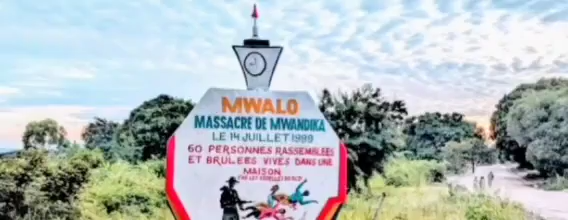 MWALO
MASSACRE DE MWANDIKA
LE 14 JUILLET 1999
60 PERSONNES RASSEMBLEES
ET BRULEES VIVES DANS UNE
MAISON